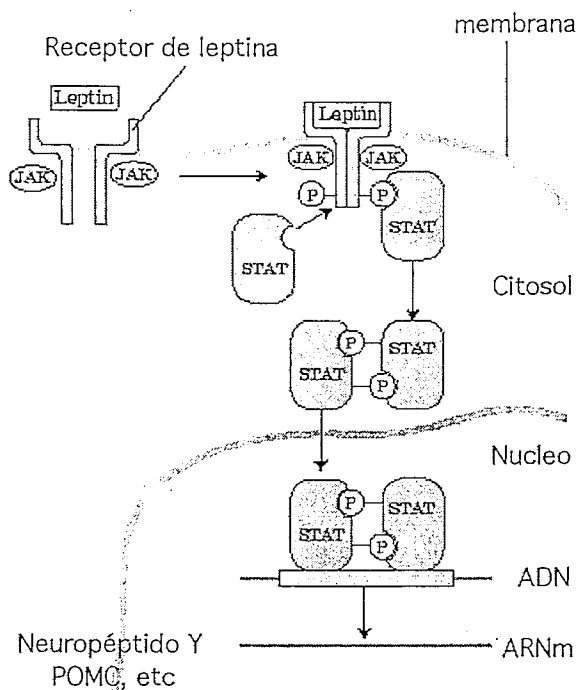 membrana
Receptor de leptina
Leptin
Leptin
JAK
JAK
JAK
JAK
P
P
STAT
STAT
Citosol
P
STAT
STAT
P
Nucleo
P
STAT
STAT
P
ADN
Neuropéptido Y
POMC, etc
ARNm